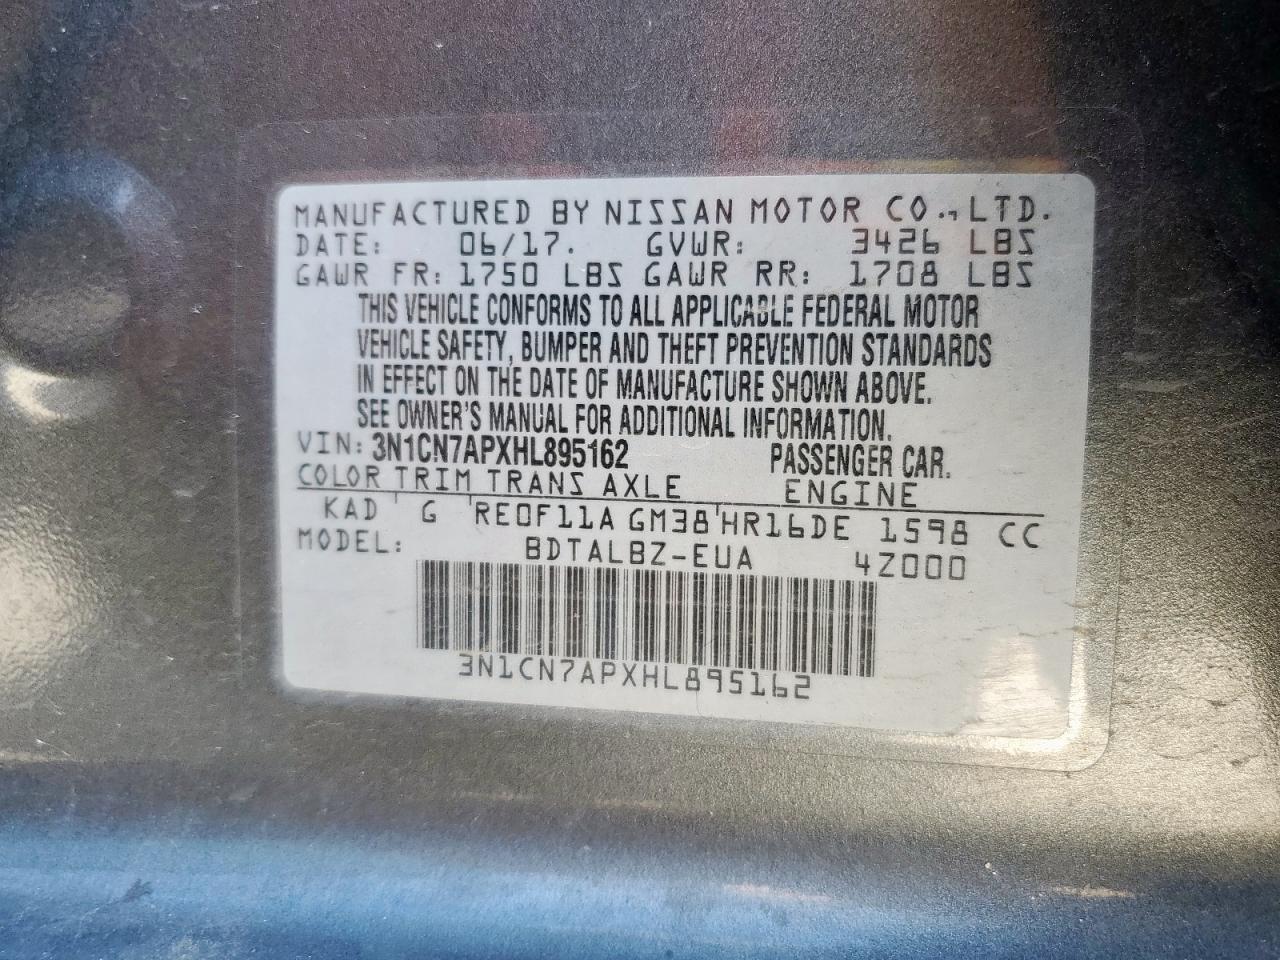 MANUFACTURED BY NISSAN MOTOR CO., LTD.
DATE: 06/17. GVWR: 3426 LBS
GAWR FR: 1750 LBS GAWR RR: 1708 LBS
THIS VEHICLE CONFORMS TO ALL APPLICABLE FEDERAL MOTOR
VEHICLE SAFETY, BUMPER AND THEFT PREVENTION STANDARDS
IN EFFECT ON THE DATE OF MANUFACTURE SHOWN ABOVE.
SEE OWNER'S MANUAL FOR ADDITIONAL INFORMATION.
VIN: 3N1CN7APXHL895162 PASSENGER CAR.
COLOR TRIM TRANS AXLE ENGINE
KAD ' G 'RE0F11A GM38'HR16DE 1598 CC
MODEL: BDTALBZ-EUA 4Z000
3N1CN7APXHL895162